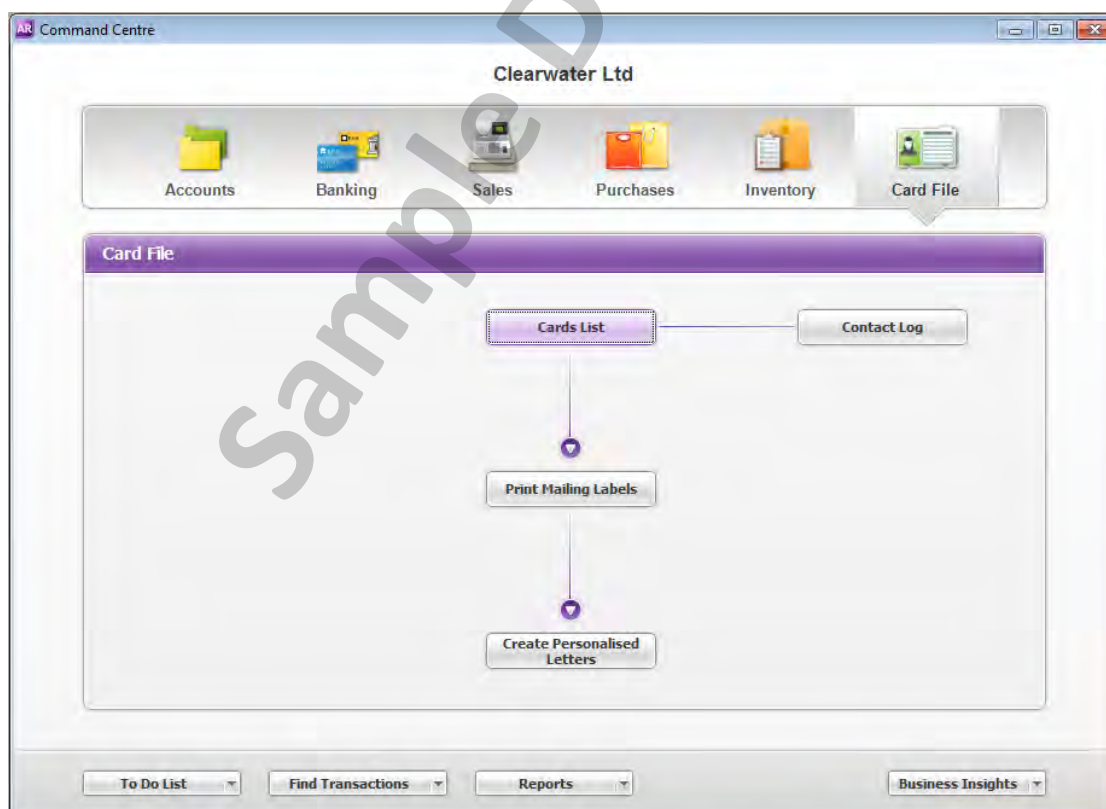 AR Command Centre
Clearwater Ltd
Accounts Banking Sales Purchases Inventory Card File
Card File
Cards List Contact Log
Print Mailing Labels
Create Personalised
Letters
To Do List Find Transactions Reports Business Insights
Sample D